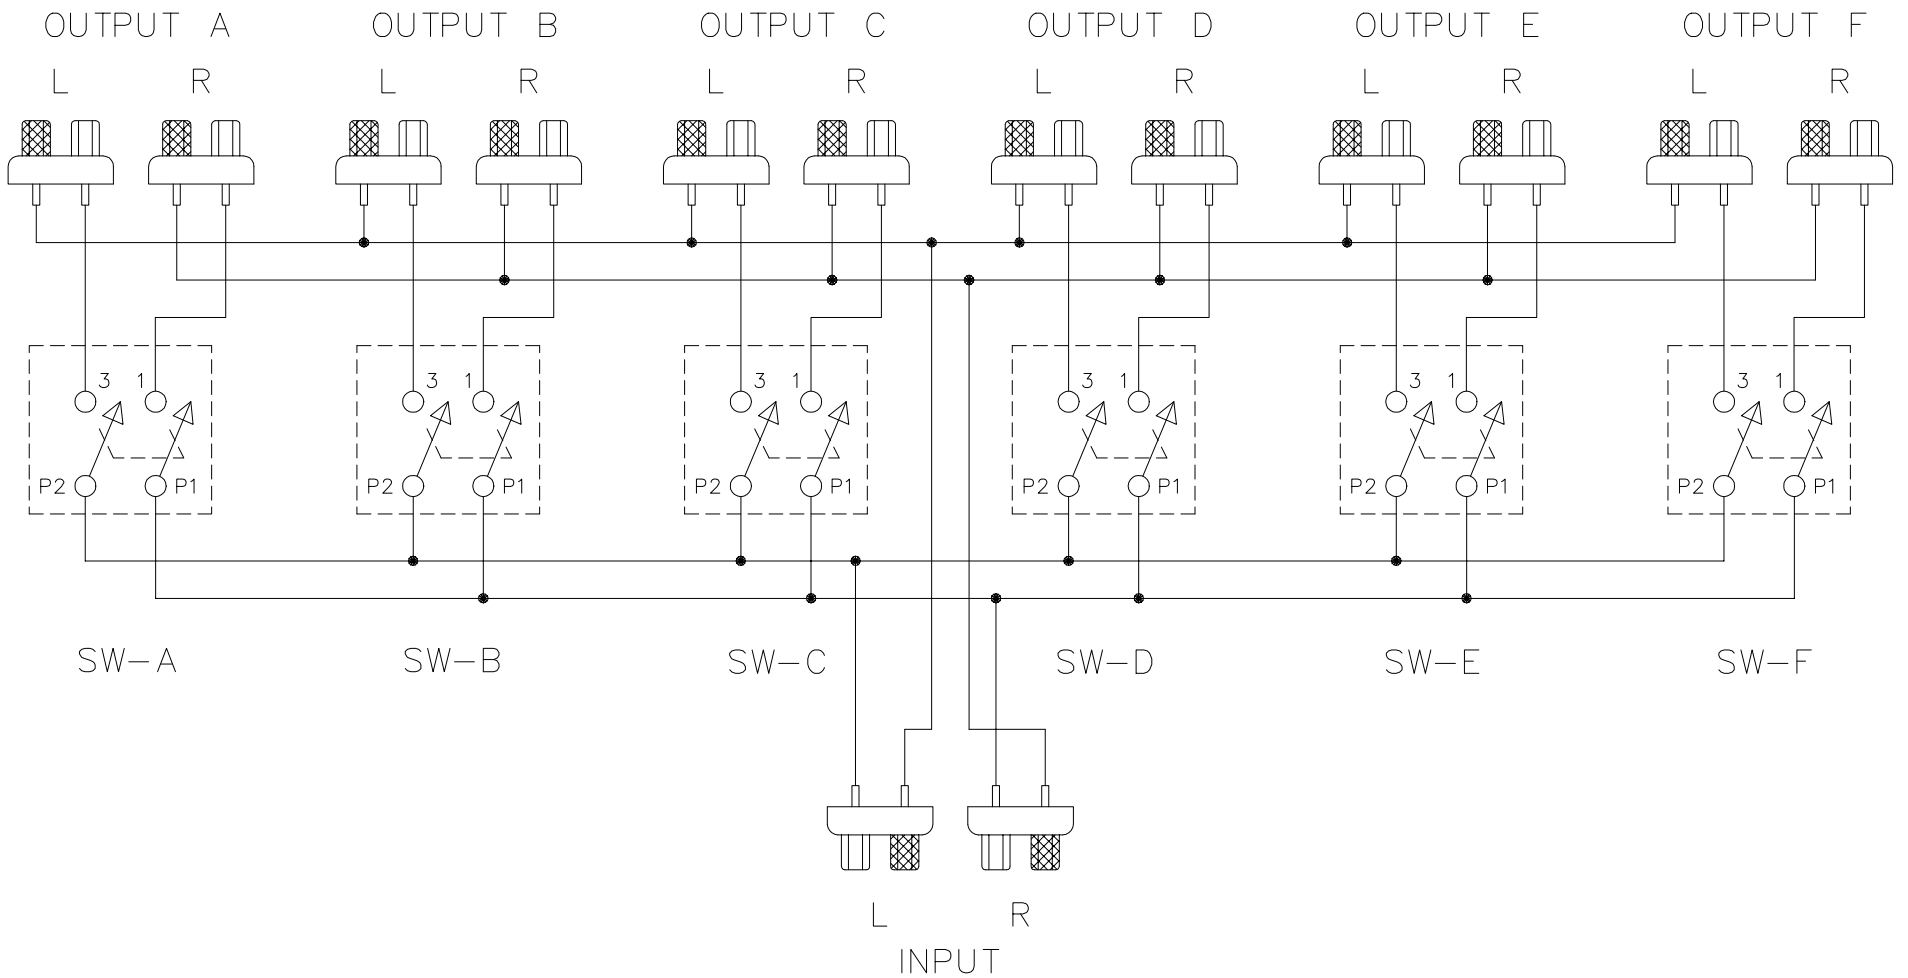 OUTPUT A OUTPUT B OUTPUT C OUTPUT D OUTPUT E OUTPUT F
L R L R L R L R L R L R
3 1 3 1 3 1 3 1 3 1 3 1
P2 P1 P2 P1 P2 P1 P2 P1 P2 P1 P2 P1
SW-A SW-B SW-C SW-D SW-E SW-F
L R
INPUT